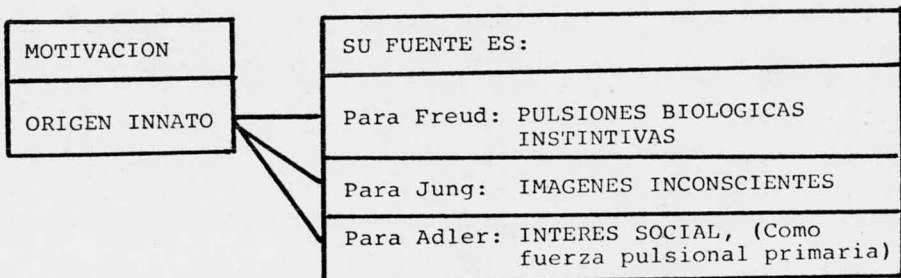 MOTIVACION
ORIGEN INNATO
SU FUENTE ES:
Para Freud: PULSIONES BIOLOGICAS
INSTINTIVAS
Para Jung: IMAGENES INCONSCIENTES
Para Adler: INTERES SOCIAL, (Como
fuerza pulsional primaria)